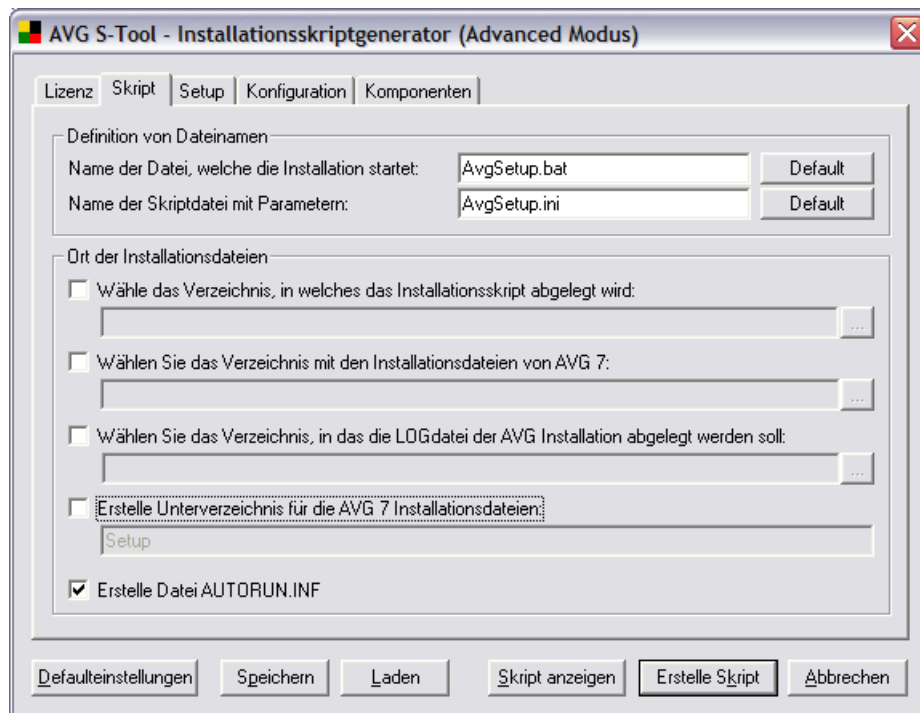 AVG S-Tool - Installationsskriptgenerator (Advanced Modus)
Lizenz Skript Setup Konfiguration Komponenten
Definition von Dateinamen
Name der Datei, welche die Installation startet: AvgSetup.bat Default
Name der Skriptdatei mit Parametern: AvgSetup.ini Default
Ort der Installationsdateien
Wähle das Verzeichnis, in welches das Installationsskript abgelegt wird:
...
Wählen Sie das Verzeichnis mit den Installationsdateien von AVG 7:
...
Wählen Sie das Verzeichnis, in das die LOGdatei der AVG Installation abgelegt werden soll:
...
Erstelle Unterverzeichnis für die AVG 7 Installationsdateien:
Setup
Erstelle Datei AUTORUN.INF
Defaulteinstellungen Speichern Laden Skript anzeigen Erstelle Skript Abbrechen